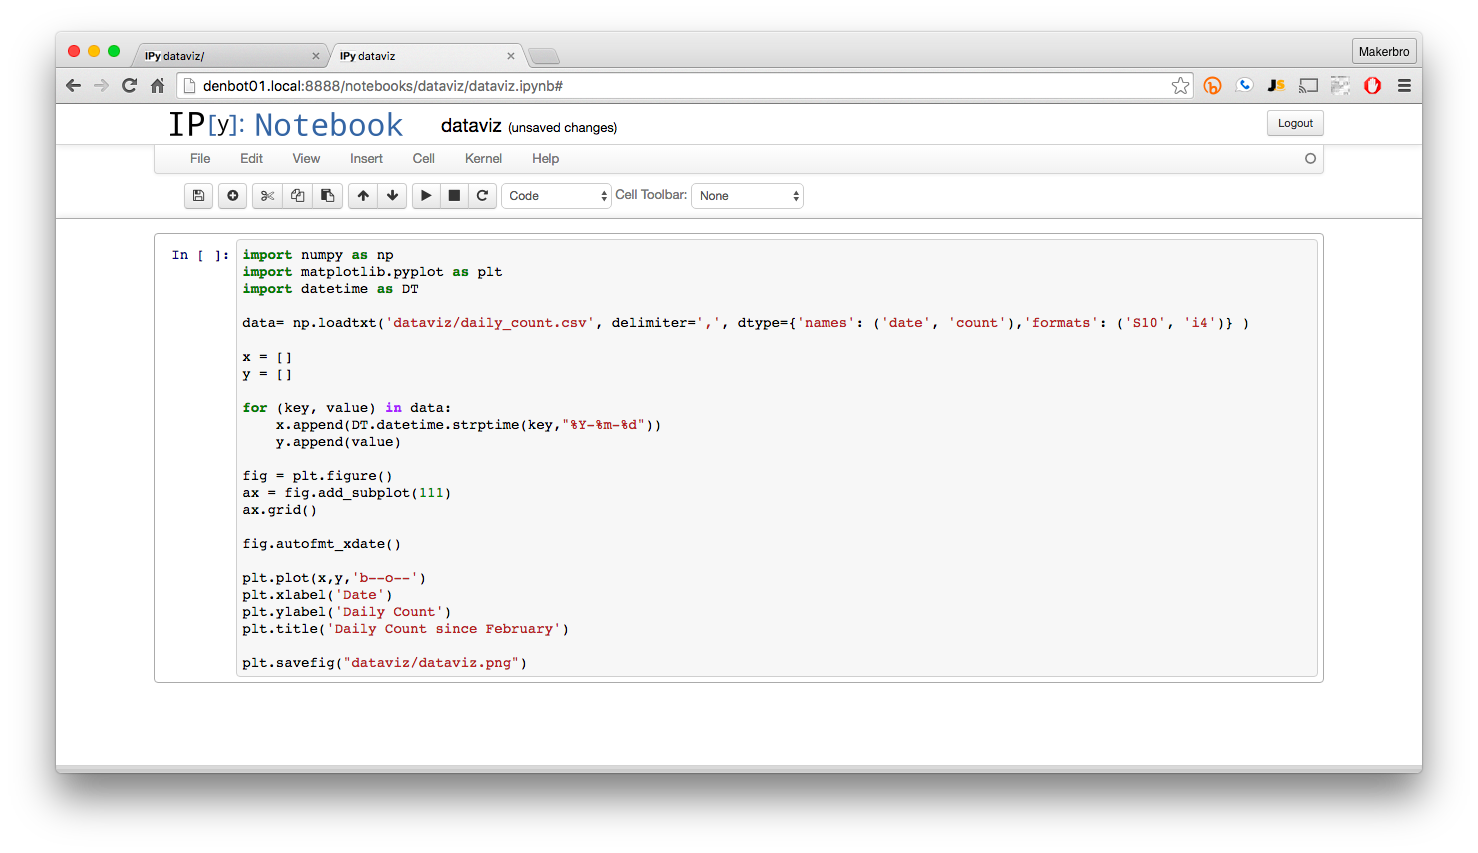 IPy dataviz/
IPy dataviz
Makerbro
denbot01.local:8888/notebooks/dataviz/dataviz.ipynb#
JS
IP[y]: Notebook
dataviz (unsaved changes)
Logout
File Edit View Insert Cell Kernel Help
Code Cell Toolbar: None
In [ ]:
import numpy as np
import matplotlib.pyplot as plt
import datetime as DT
data= np.loadtxt('dataviz/daily_count.csv', delimiter=',', dtype={'names': ('date', 'count'),'formats': ('S10', 'i4')} )
x = []
y = []
for (key, value) in data:
    x.append(DT.datetime.strptime(key,"%Y-%m-%d"))
    y.append(value)
fig = plt.figure()
ax = fig.add_subplot(111)
ax.grid()
fig.autofmt_xdate()
plt.plot(x,y,'b--o--')
plt.xlabel('Date')
plt.ylabel('Daily Count')
plt.title('Daily Count since February')
plt.savefig("dataviz/dataviz.png")